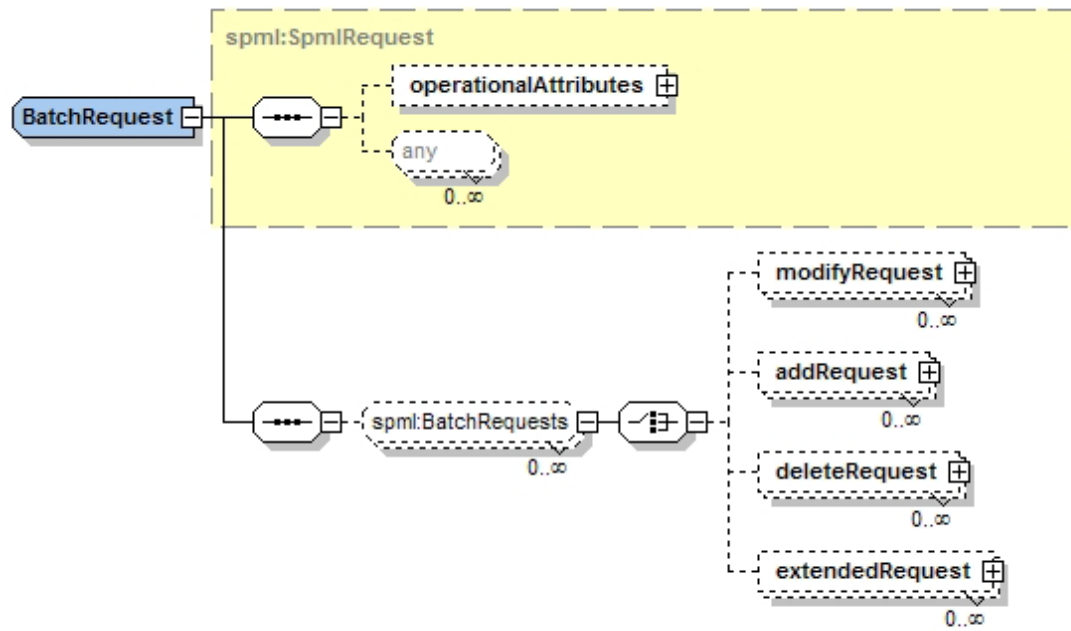 spml:SpmlRequest
operationalAttributes
BatchRequest
any
0..∞
modifyRequest
0..∞
addRequest
0..∞
spml:BatchRequests
0..∞
deleteRequest
0..∞
extendedRequest
0..∞